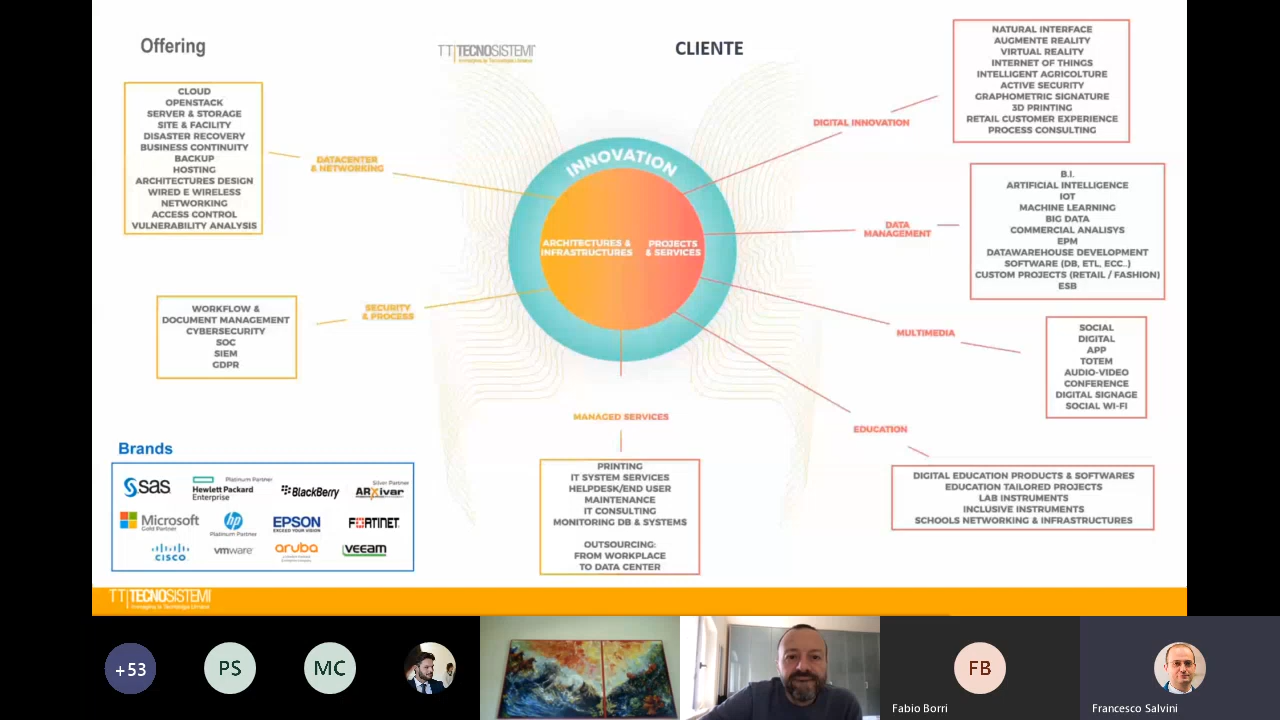 Offering
TT TECNOSISTEMI
CLIENTE
CLOUD
OPENSTACK
SERVER & STORAGE
SITE & FACILITY
DISASTER RECOVERY
BUSINESS CONTINUITY
BACKUP
HOSTING
ARCHITECTURES DESIGN
WIRED E WIRELESS
NETWORKING
ACCESS CONTROL
VULNERABILITY ANALYSIS
DATACENTER
& NETWORKING
WORKFLOW &
DOCUMENT MANAGEMENT
CYBERSECURITY
SOC
SIEM
GDPR
SECURITY
& PROCESS
INNOVATION
ARCHITECTURES &
INFRASTRUCTURES
PROJECTS
& SERVICES
DIGITAL INNOVATION
NATURAL INTERFACE
AUGMENTE REALITY
VIRTUAL REALITY
INTERNET OF THINGS
INTELLIGENT AGRICOLTURE
ACTIVE SECURITY
GRAPHOMETRIC SIGNATURE
3D PRINTING
RETAIL CUSTOMER EXPERIENCE
PROCESS CONSULTING
DATA
MANAGEMENT
B.I.
ARTIFICIAL INTELLIGENCE
IOT
MACHINE LEARNING
BIG DATA
COMMERCIAL ANALISYS
EPM
DATAWAREHOUSE DEVELOPMENT
SOFTWARE (DB, ETL, ECC..)
CUSTOM PROJECTS (RETAIL / FASHION)
ESB
MULTIMEDIA
SOCIAL
DIGITAL
APP
TOTEM
AUDIO-VIDEO
CONFERENCE
DIGITAL SIGNAGE
SOCIAL WI-FI
EDUCATION
DIGITAL EDUCATION PRODUCTS & SOFTWARES
EDUCATION TAILORED PROJECTS
LAB INSTRUMENTS
INCLUSIVE INSTRUMENTS
SCHOOLS NETWORKING & INFRASTRUCTURES
MANAGED SERVICES
PRINTING
IT SYSTEM SERVICES
HELPDESK/END USER
MAINTENANCE
IT CONSULTING
MONITORING DB & SYSTEMS
OUTSOURCING:
FROM WORKPLACE
TO DATA CENTER
Brands
sas
Platinum Partner
Hewlett Packard
Enterprise
BlackBerry
Silver Partner
ARXivar
Microsoft
Gold Partner
hp
Platinum Partner
EPSON
EXCEED YOUR VISION
FORTINET
CISCO
vmware
aruba
veeam
TT TECNOSISTEMI
+53
PS
MC
FB
Fabio Borri
Francesco Salvini